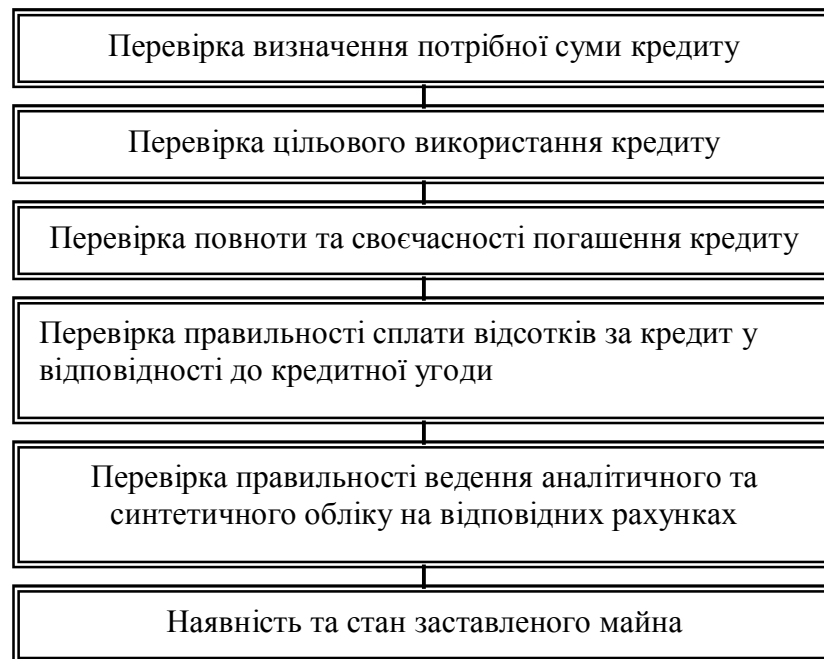 Перевірка визначення потрібної суми кредиту
Перевірка цільового використання кредиту
Перевірка повноти та своєчасності погашення кредиту
Перевірка правильності сплати відсотків за кредит у
відповідності до кредитної угоди
Перевірка правильності ведення аналітичного та
синтетичного обліку на відповідних рахунках
Наявність та стан заставленого майна